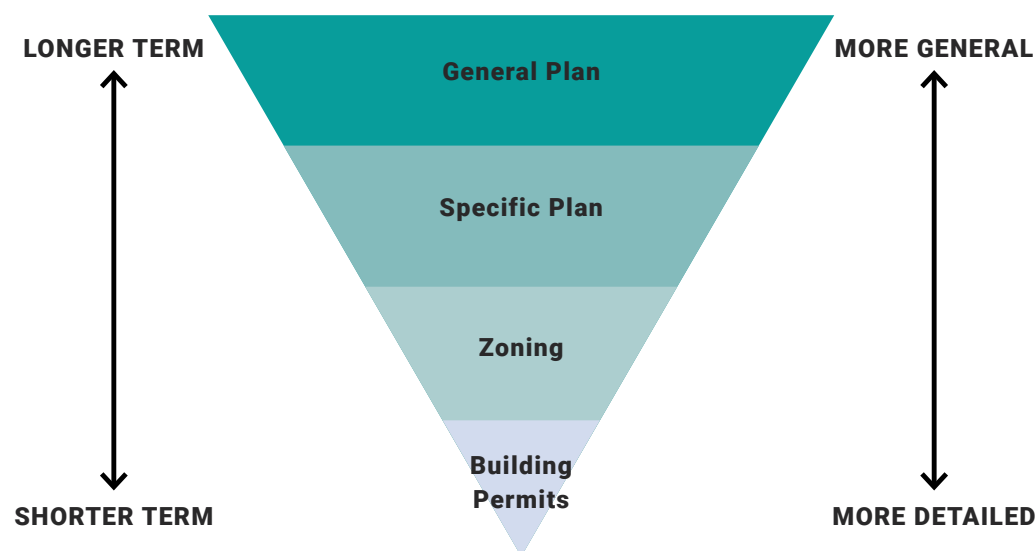 LONGER TERM
MORE GENERAL
General Plan
Specific Plan
Zoning
Building
Permits
SHORTER TERM
MORE DETAILED